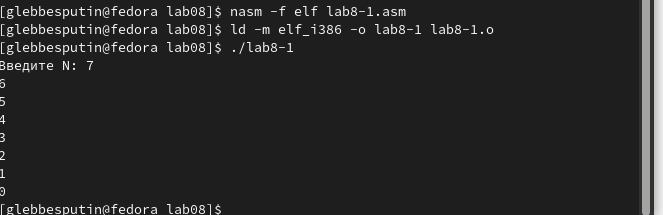 [glebbesputin@fedora lab08]$ nasm -f elf lab8-1.asm
[glebbesputin@fedora lab08]$ ld -m elf_i386 -o lab8-1 lab8-1.o
[glebbesputin@fedora lab08]$ ./lab8-1
Введите N: 7
6
5
4
3
2
1
0
[glebbesputin@fedora lab08]$